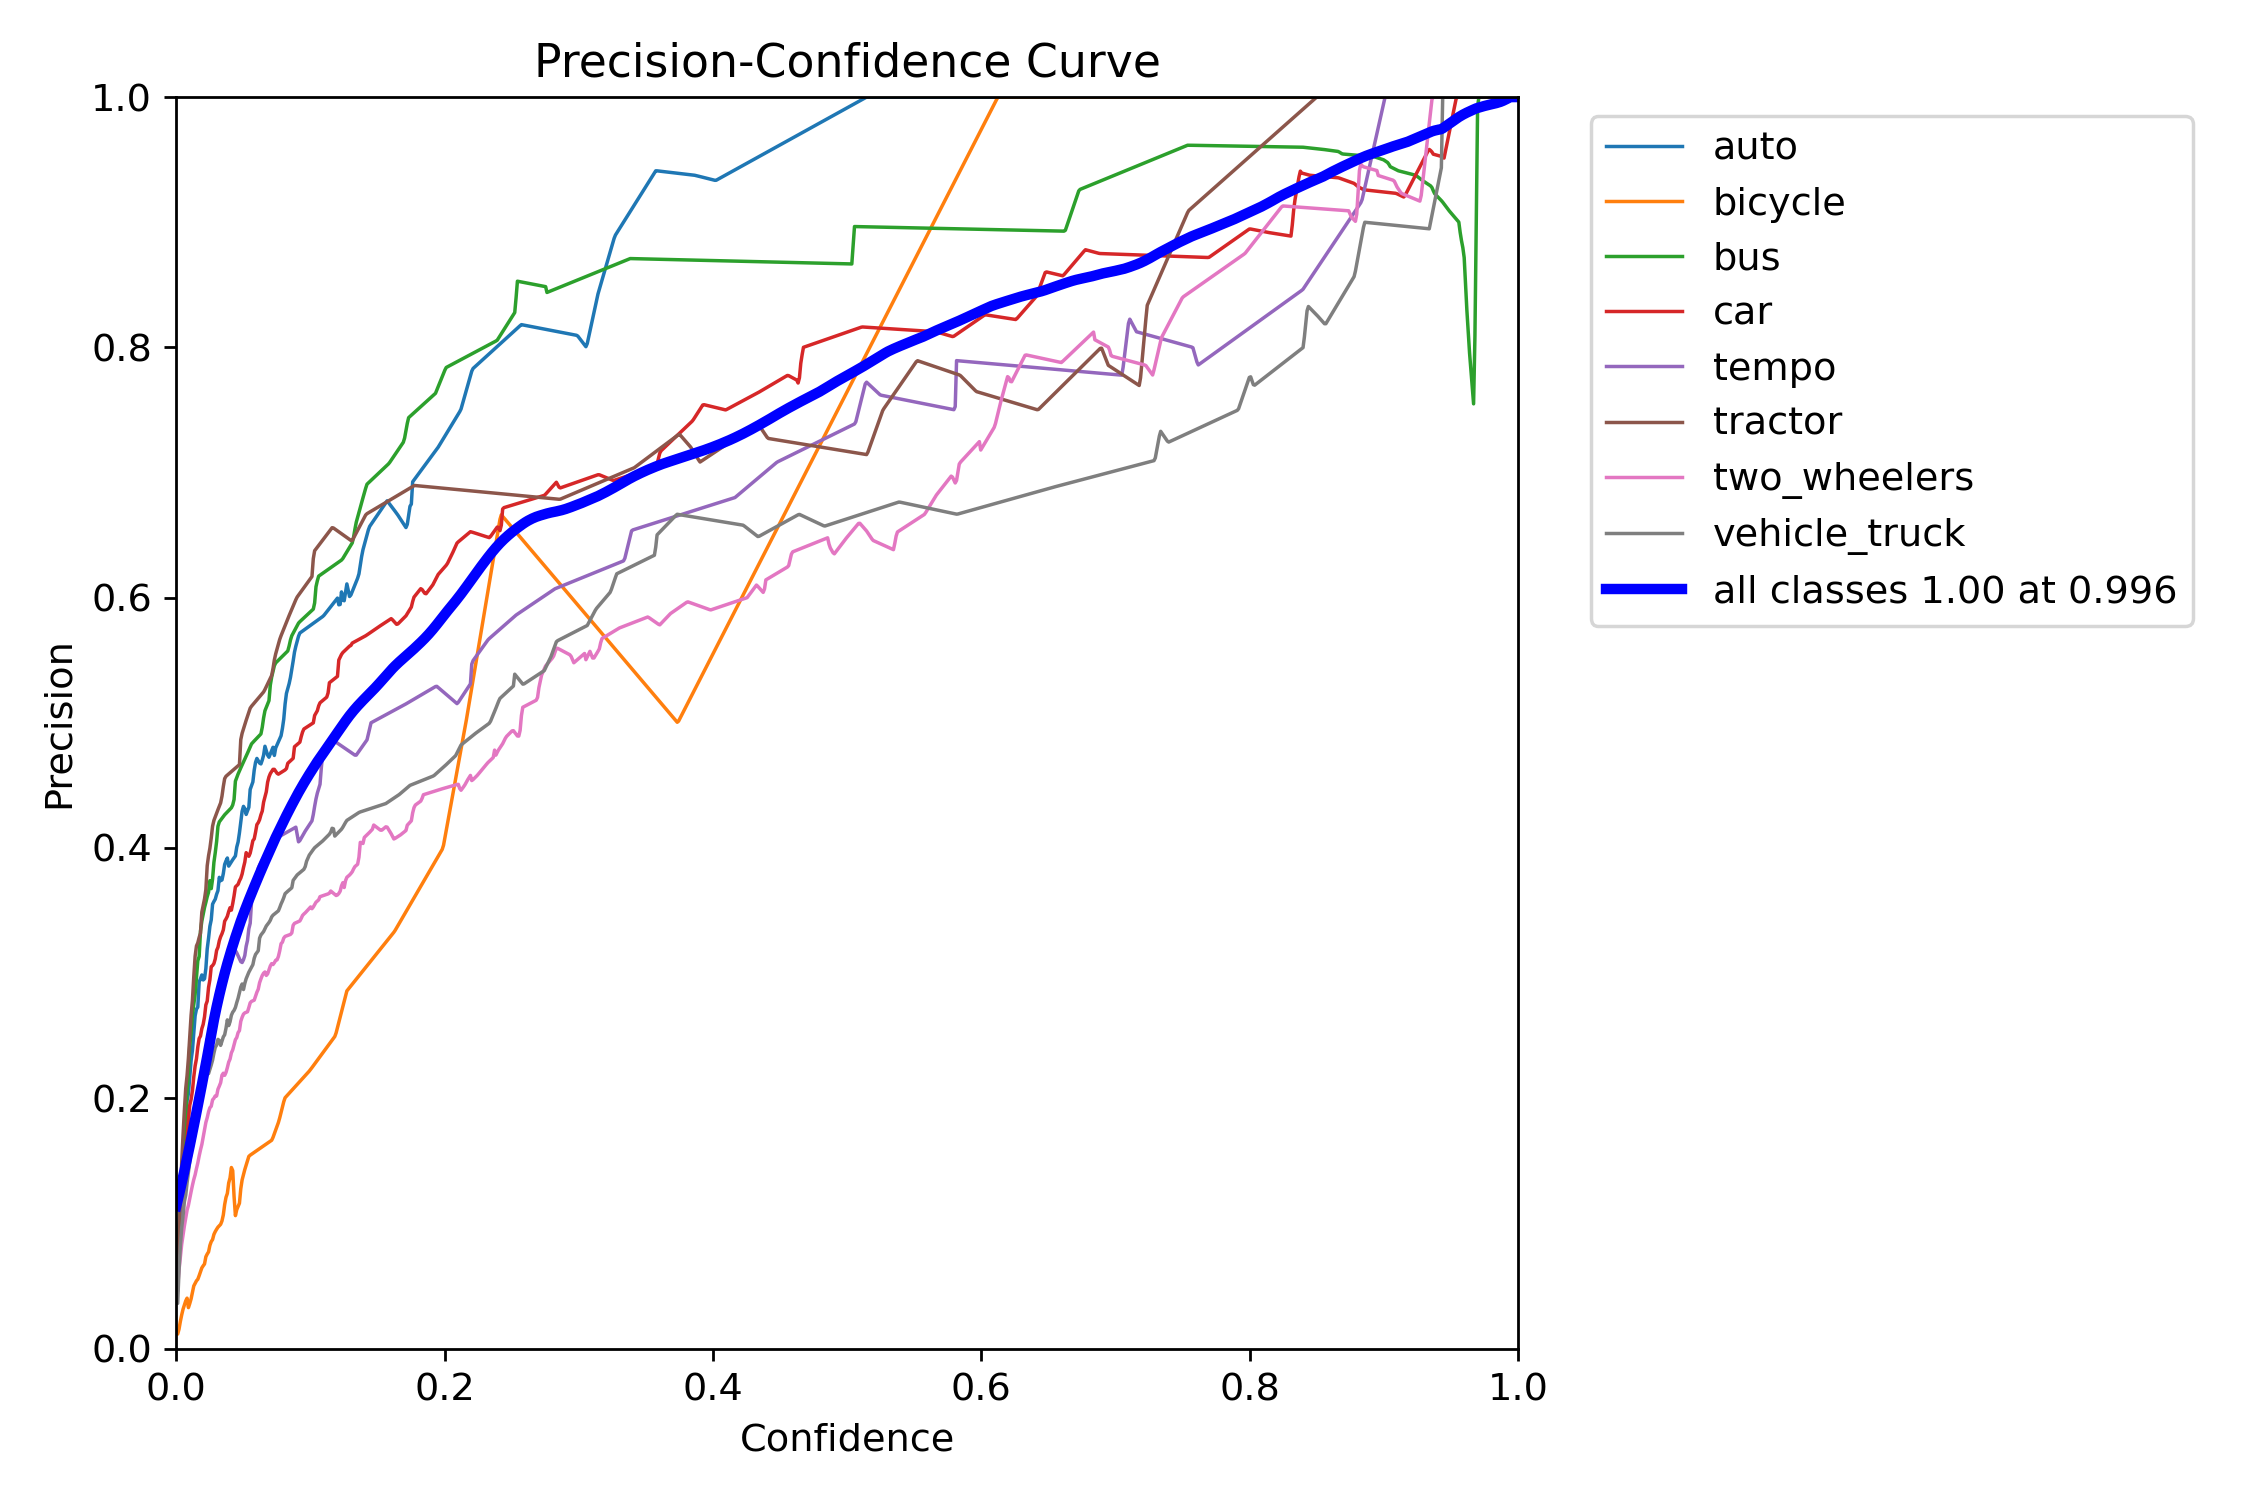 Precision-Confidence Curve
1.0
0.8
0.6
0.4
0.2
0.0
Precision
0.0 0.2 0.4 0.6 0.8 1.0
Confidence
auto
bicycle
bus
car
tempo
tractor
two_wheelers
vehicle_truck
all classes 1.00 at 0.996